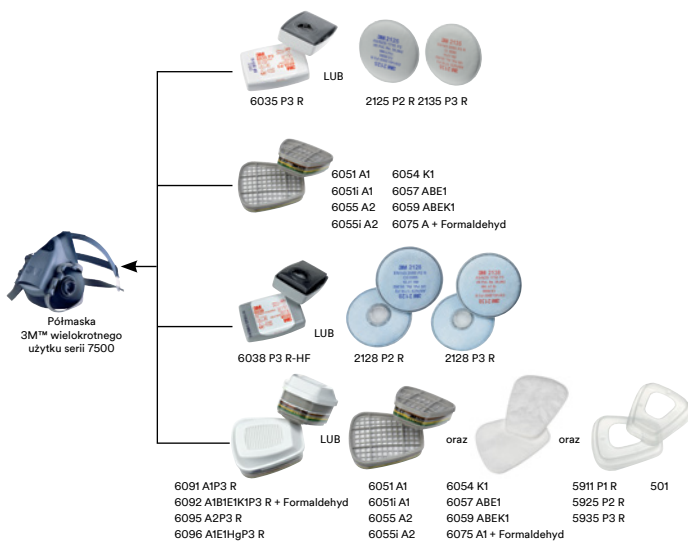 LUB
6035 P3 R
2125 P2 R 2135 P3 R
6051 A1 6054 K1
6051i A1 6057 ABE1
6055 A2 6059 ABEK1
6055i A2 6075 A + Formaldehyd
Półmaska
3M™ wielokrotnego
użytku serii 7500
3M 2128
LUB
6038 P3 R-HF
2128 P2 R
2128 P3 R
LUB
oraz
oraz
6091 A1P3 R
6092 A1B1E1K1P3 R + Formaldehyd
6095 A2P3 R
6096 A1E1HgP3 R
6051 A1
6051i A1
6055 A2
6055i A2
6054 K1
6057 ABE1
6059 ABEK1
6075 A1 + Formaldehyd
5911 P1 R
5925 P2 R
5935 P3 R
501